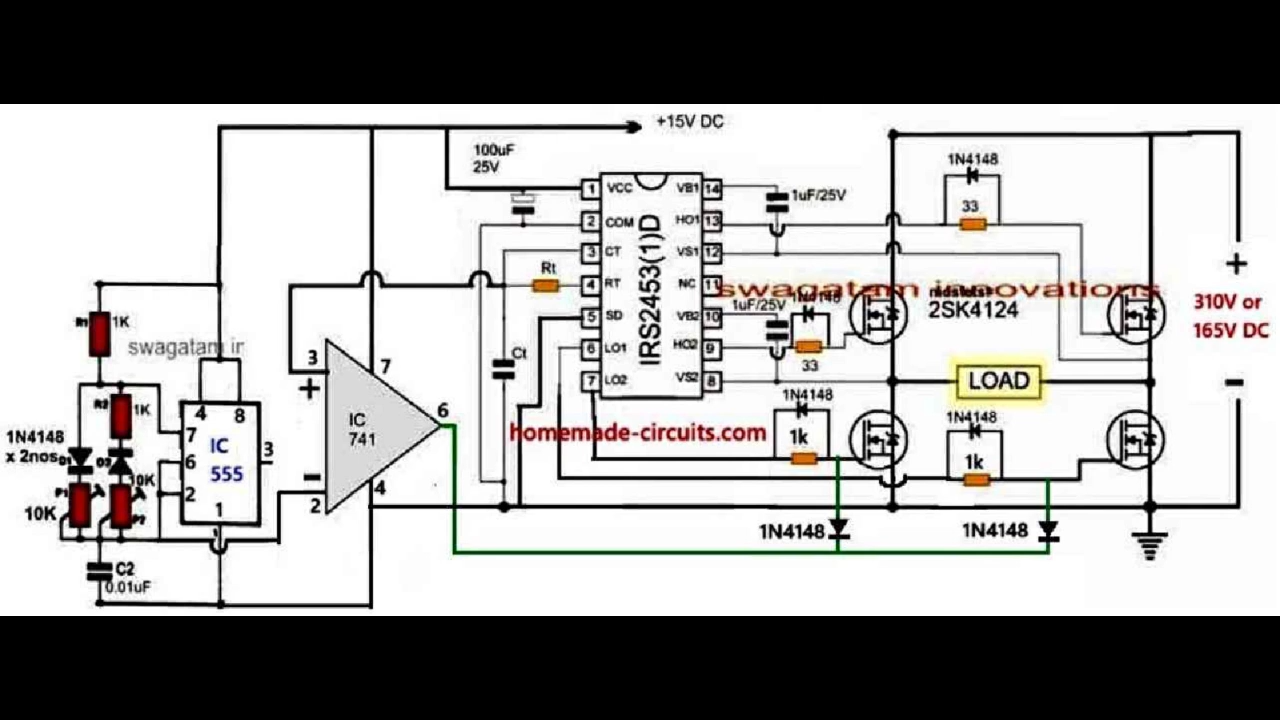 +15V DC
100uF
25V
1N4148
33
1 VCC VB1 14
2 COM HO1 13
3 CT VS1 12
4 RT NC 11
5 SD VB2 10
6 LO1 HO2 9
7 LO2 VS2 8
IRS2453(1)D
1uF/25V
Rt
Ct
swagatam innovations
1uF/25V
1N4148
33
2SK4124
+
310V or
165V DC
-
LOAD
R1 1K
swagatam in
R2 1K
1N4148
x 2nos
D1
10K
P1
10K
P2
4 8
7
6
2
3
1
IC
555
C2
0.01uF
3
+
7
IC
741
6
-
2
4
homemade-circuits.com
1N4148
1k
1N4148
1k
1N4148
1N4148